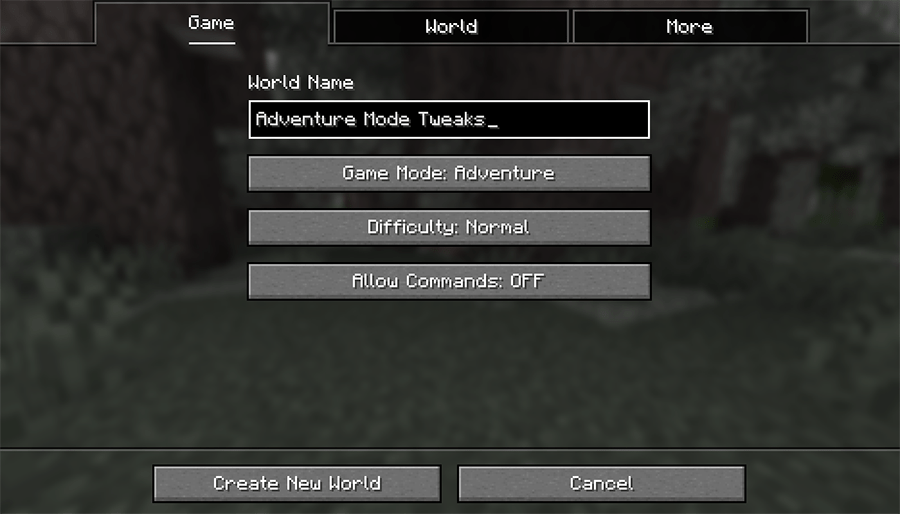 Game
World
More
World Name
Adventure Mode Tweaks_
Game Mode: Adventure
Difficulty: Normal
Allow Commands: OFF
Create New World
Cancel